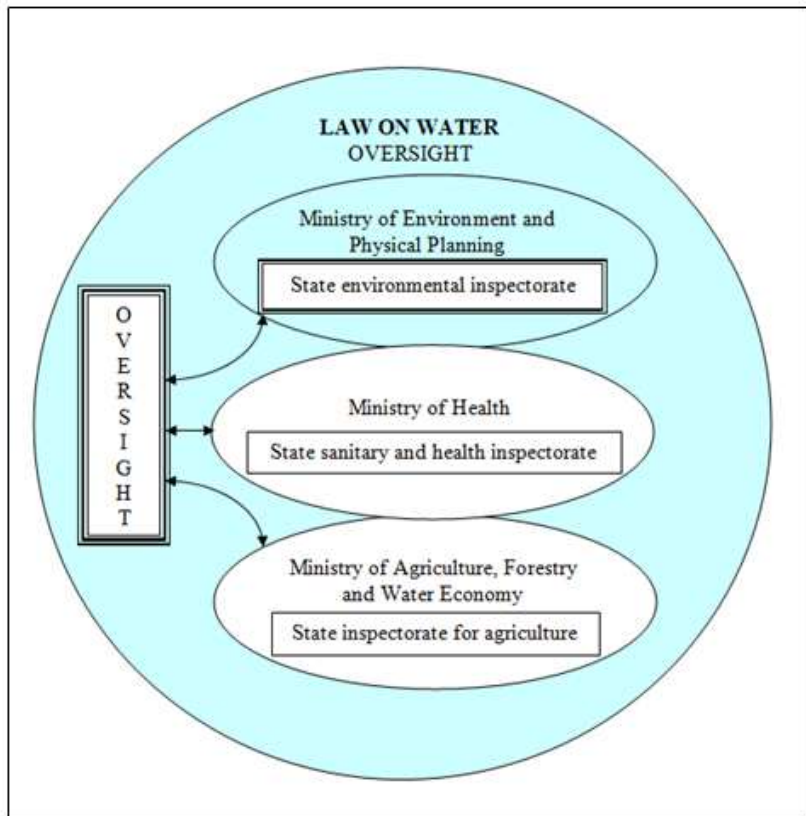 LAW ON WATER
OVERSIGHT
Ministry of Environment and
Physical Planning
State environmental inspectorate
O
V
E
R
S
I
G
H
T
Ministry of Health
State sanitary and health inspectorate
Ministry of Agriculture, Forestry
and Water Economy
State inspectorate for agriculture